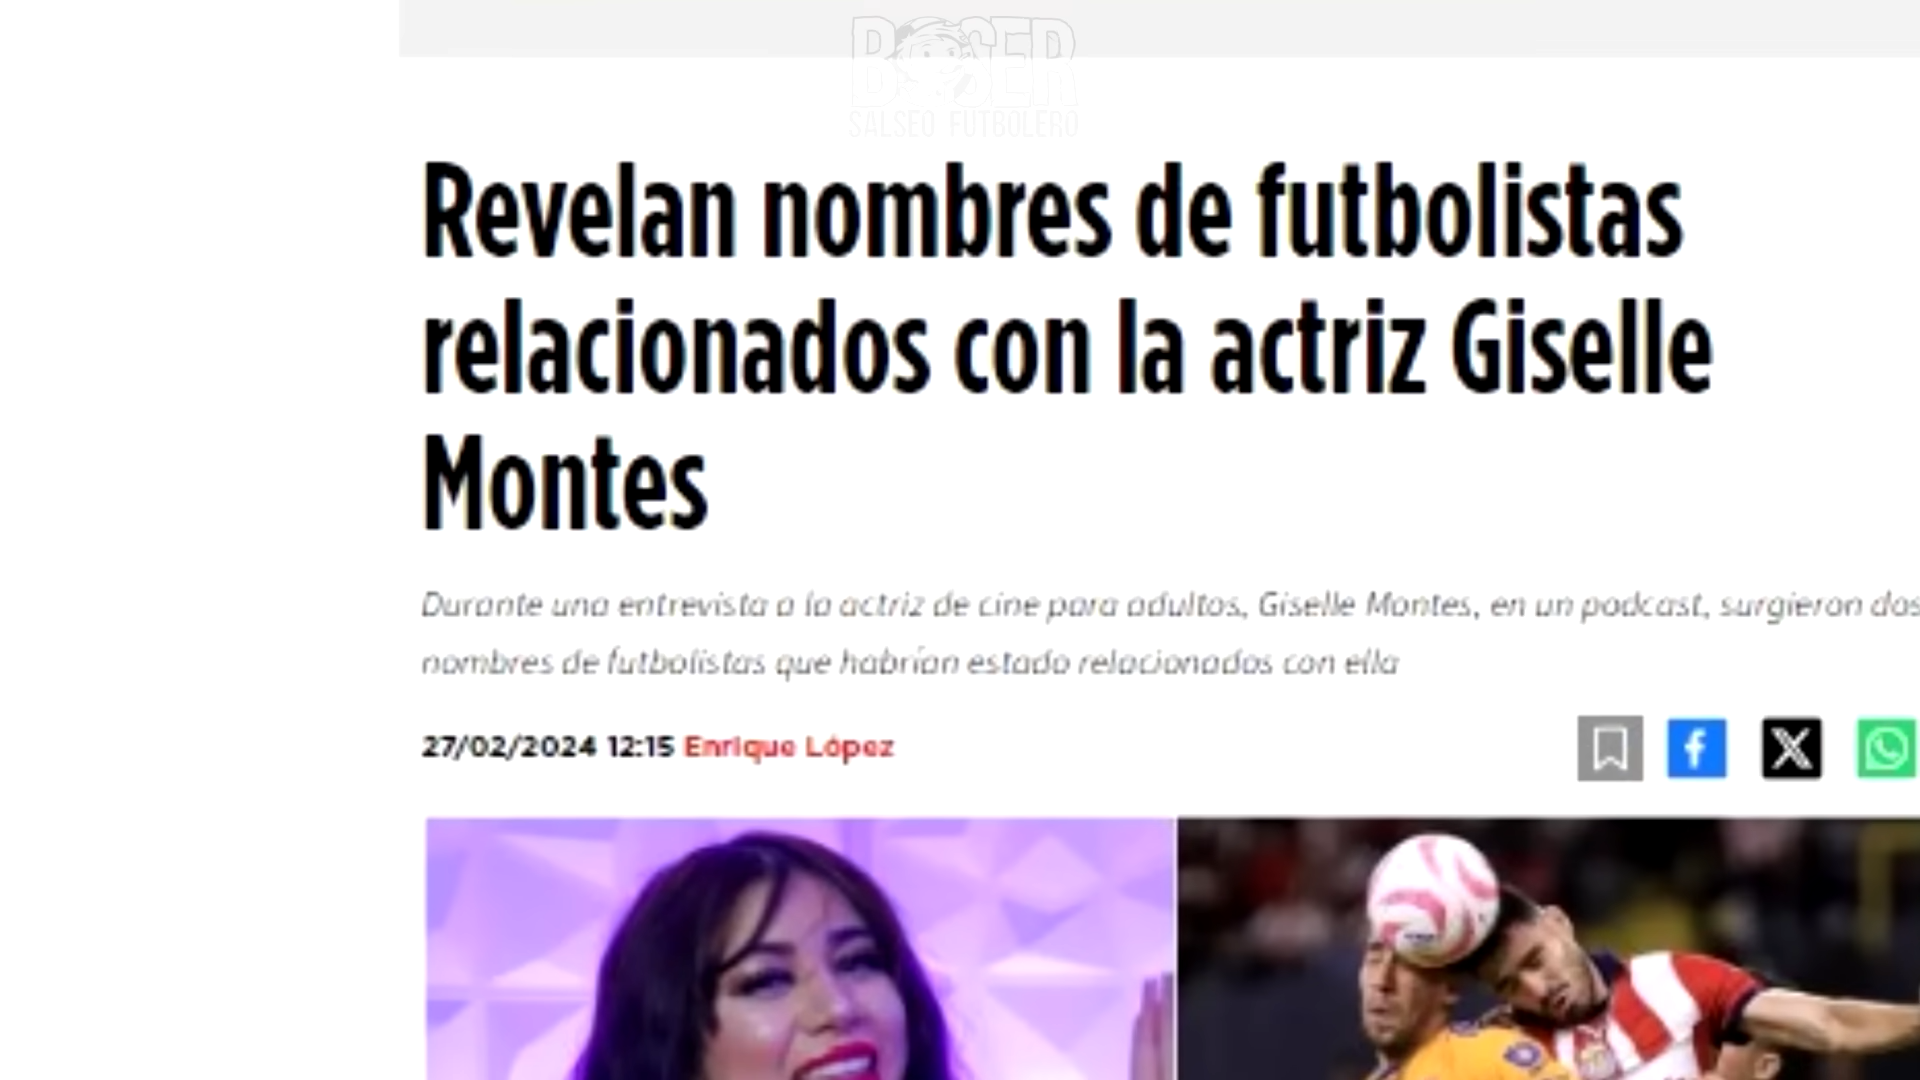 BOSER
SALSEO FUTBOLERO
Revelan nombres de futbolistas
relacionados con la actriz Giselle
Montes
Durante una entrevista a la actriz de cine para adultos, Giselle Montes, en un podcast, surgieron dos
nombres de futbolistas que habrían estado relacionados con ella
27/02/2024 12:15 Enrique López